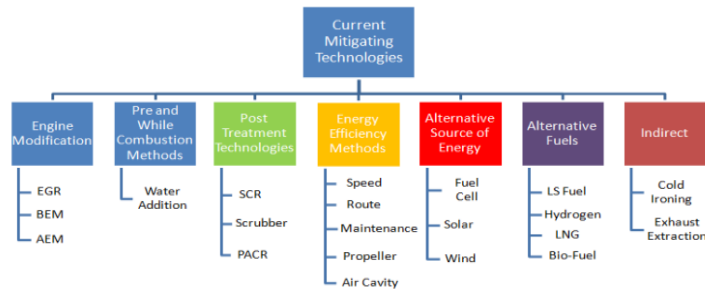 Current
Mitigating
Technologies
Engine
Modification
EGR
BEM
AEM
Pre and
While
Combustion
Methods
Water
Addition
Post
Treatment
Technologies
SCR
Scrubber
PACR
Energy
Efficiency
Methods
Speed
Route
Maintenance
Propeller
Air Cavity
Alternative
Source of
Energy
Fuel
Cell
Solar
Wind
Alternative
Fuels
LS Fuel
Hydrogen
LNG
Bio-Fuel
Indirect
Cold
Ironing
Exhaust
Extraction